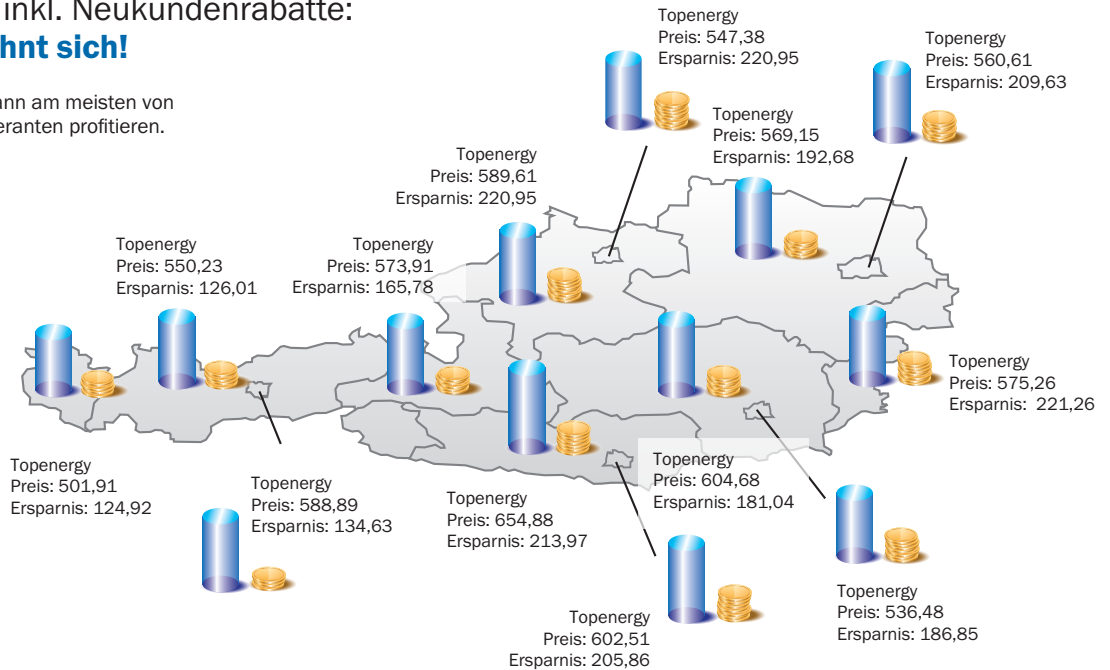 inkl. Neukundenrabatte:
hnt sich!
ann am meisten von
eranten profitieren.
Topenergy
Preis: 547,38
Ersparnis: 220,95
Topenergy
Preis: 560,61
Ersparnis: 209,63
Topenergy
Preis: 569,15
Ersparnis: 192,68
Topenergy
Preis: 589,61
Ersparnis: 220,95
Topenergy
Preis: 550,23
Ersparnis: 126,01
Topenergy
Preis: 573,91
Ersparnis: 165,78
Topenergy
Preis: 575,26
Ersparnis: 221,26
Topenergy
Preis: 501,91
Ersparnis: 124,92
Topenergy
Preis: 588,89
Ersparnis: 134,63
Topenergy
Preis: 654,88
Ersparnis: 213,97
Topenergy
Preis: 604,68
Ersparnis: 181,04
Topenergy
Preis: 602,51
Ersparnis: 205,86
Topenergy
Preis: 536,48
Ersparnis: 186,85